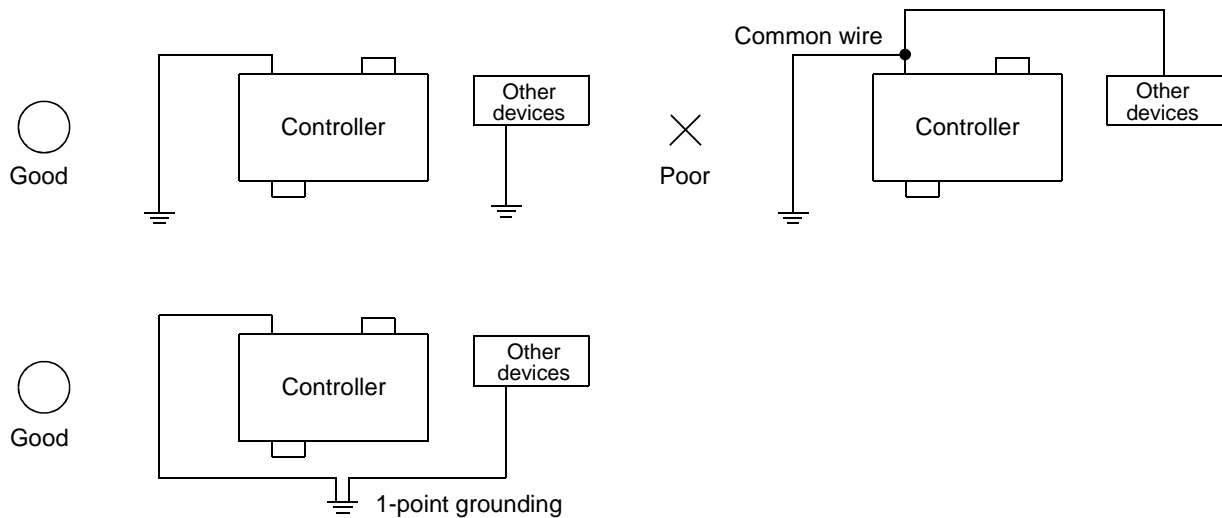 Good
Controller
Other
devices
Common wire
Poor
Controller
Other
devices
Good
Controller
Other
devices
1-point grounding